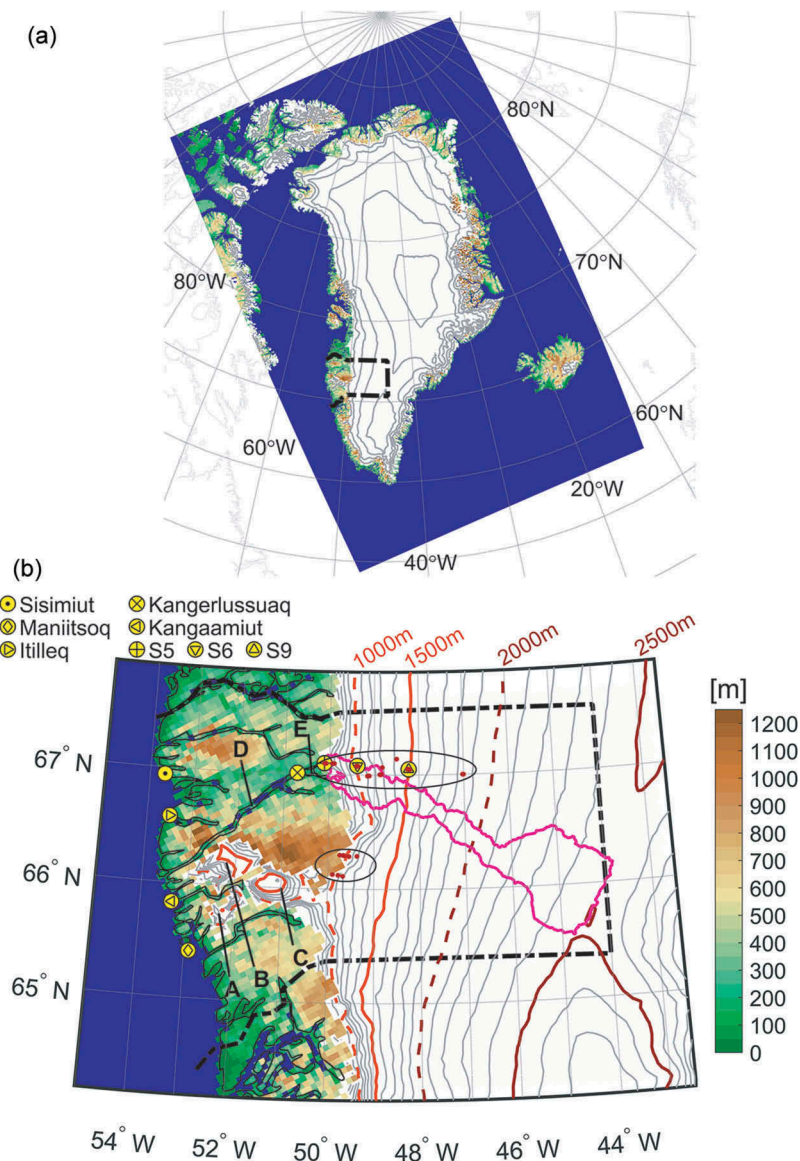 (a)
80°N
70°N
80°W
60°N
60°W
20°W
40°W
(b)
Sisimiut Kangerlussuaq
Maniitsoq Kangaamiut
Itilleq S5 S6 S9
1000m 1500m 2000m 2500m
[m]
1200
1100
1000
900
800
700
600
500
400
300
200
100
0
67° N
66° N
65° N
D E
A B C
54° W 52° W 50° W 48° W 46° W 44° W